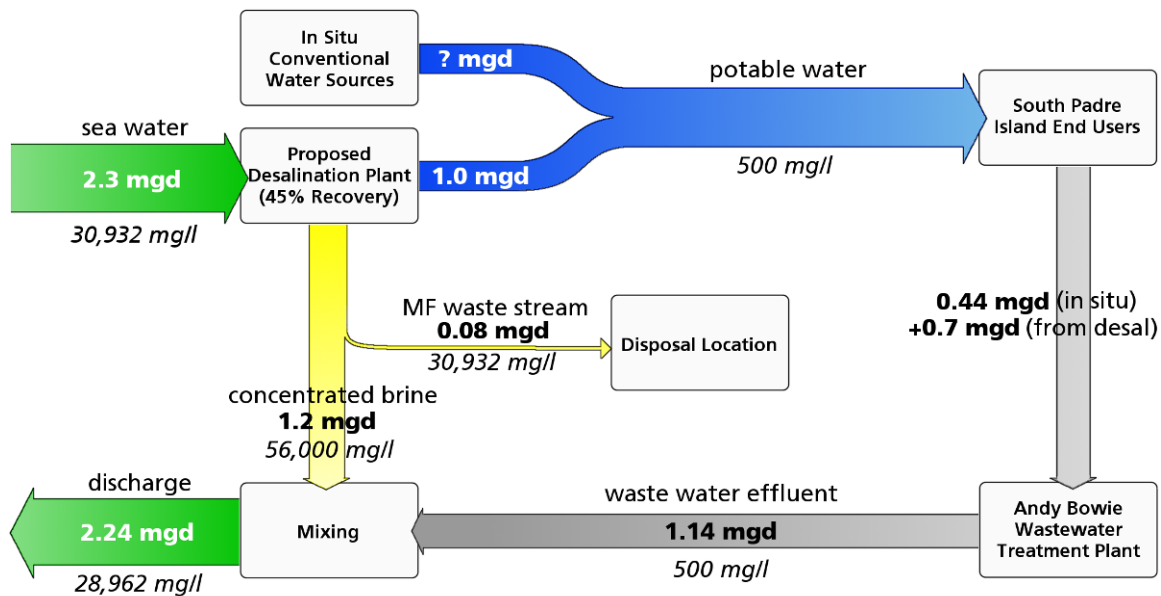 In Situ
Conventional
Water Sources
? mgd
potable water
500 mg/l
South Padre
Island End Users
sea water
2.3 mgd
30,932 mg/l
Proposed
Desalination Plant
(45% Recovery)
1.0 mgd
MF waste stream
0.08 mgd
30,932 mg/l
Disposal Location
0.44 mgd (in situ)
+0.7 mgd (from desal)
concentrated brine
1.2 mgd
56,000 mg/l
discharge
2.24 mgd
28,962 mg/l
Mixing
waste water effluent
1.14 mgd
500 mg/l
Andy Bowie
Wastewater
Treatment Plant